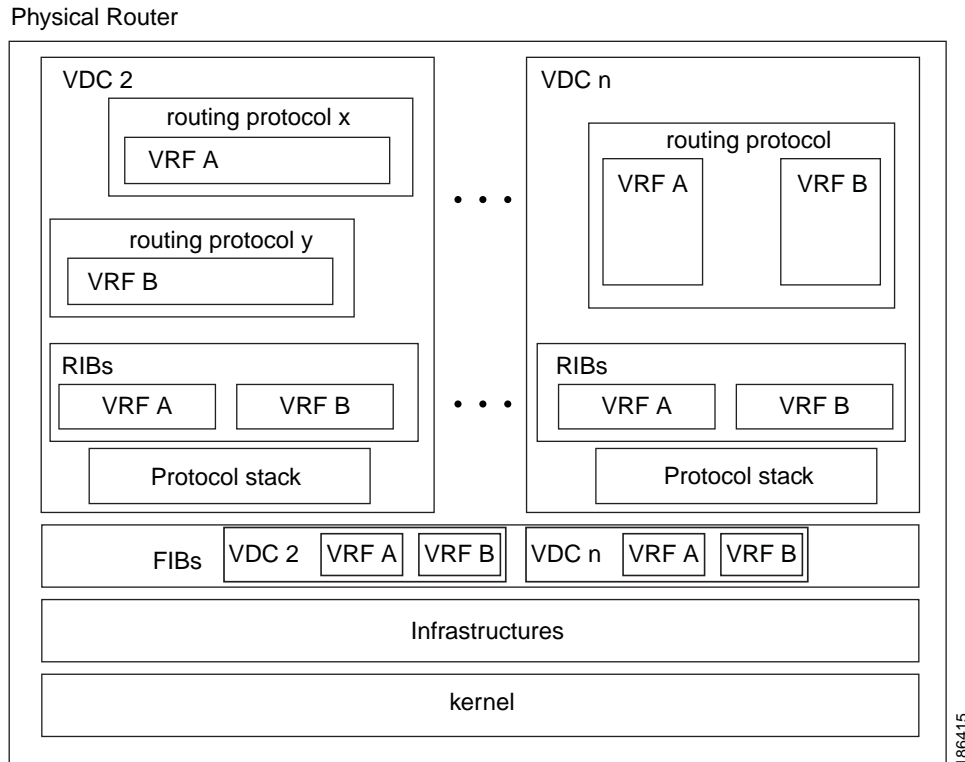 Physical Router
VDC 2
routing protocol x
VRF A
routing protocol y
VRF B
RIBs
VRF A VRF B
Protocol stack
. . .
. . .
VDC n
routing protocol
VRF A VRF B
RIBs
VRF A VRF B
Protocol stack
FIBs VDC 2 VRF A VRF B VDC n VRF A VRF B
Infrastructures
kernel
186415